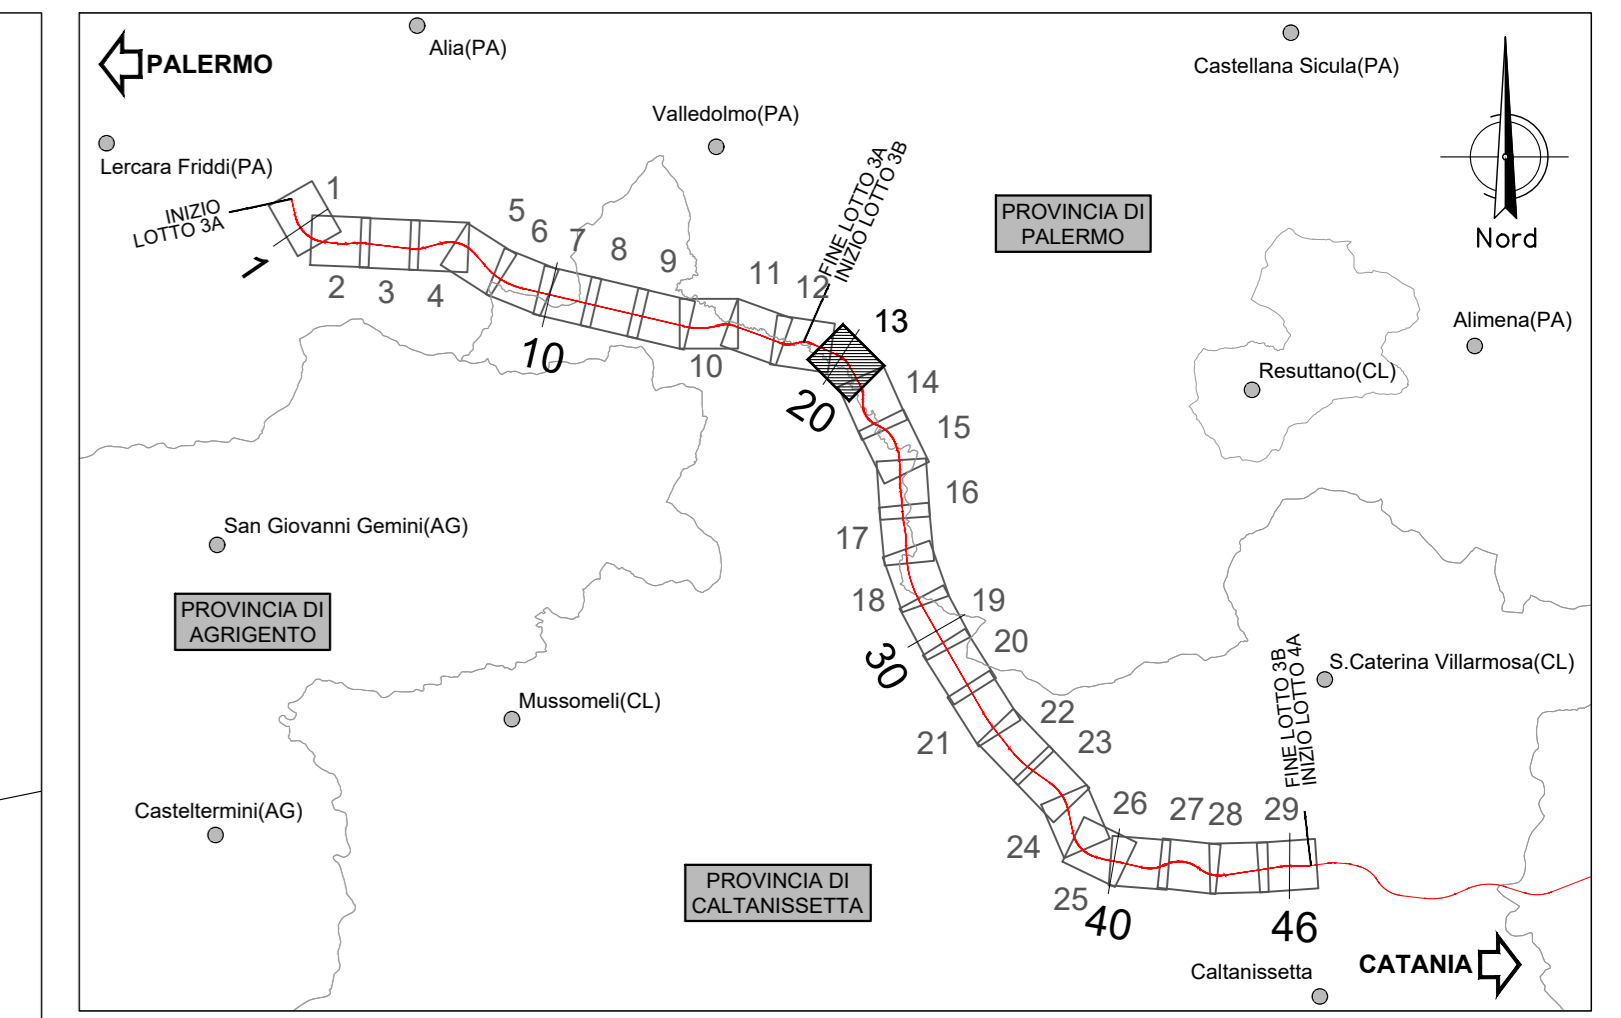 PALERMO
Alia(PA)
Castellana Sicula(PA)
Valledolmo(PA)
Lercara Friddi(PA)
Nord
PROVINCIA DI
PALERMO
INIZIO
LOTTO 3A
FINE LOTTO 3A
INIZIO LOTTO 3B
1
1
2
3
4
5
6
7
8
9
10
10
11
12
13
20
14
15
16
17
18
19
20
30
21
22
23
24
25
26
27
28
29
40
46
Alimena(PA)
Resuttano(CL)
San Giovanni Gemini(AG)
PROVINCIA DI
AGRIGENTO
Mussomeli(CL)
Casteltermini(AG)
S.Caterina Villarmosa(CL)
FINE LOTTO 3B
INIZIO LOTTO 4A
PROVINCIA DI
CALTANISSETTA
Caltanissetta
CATANIA